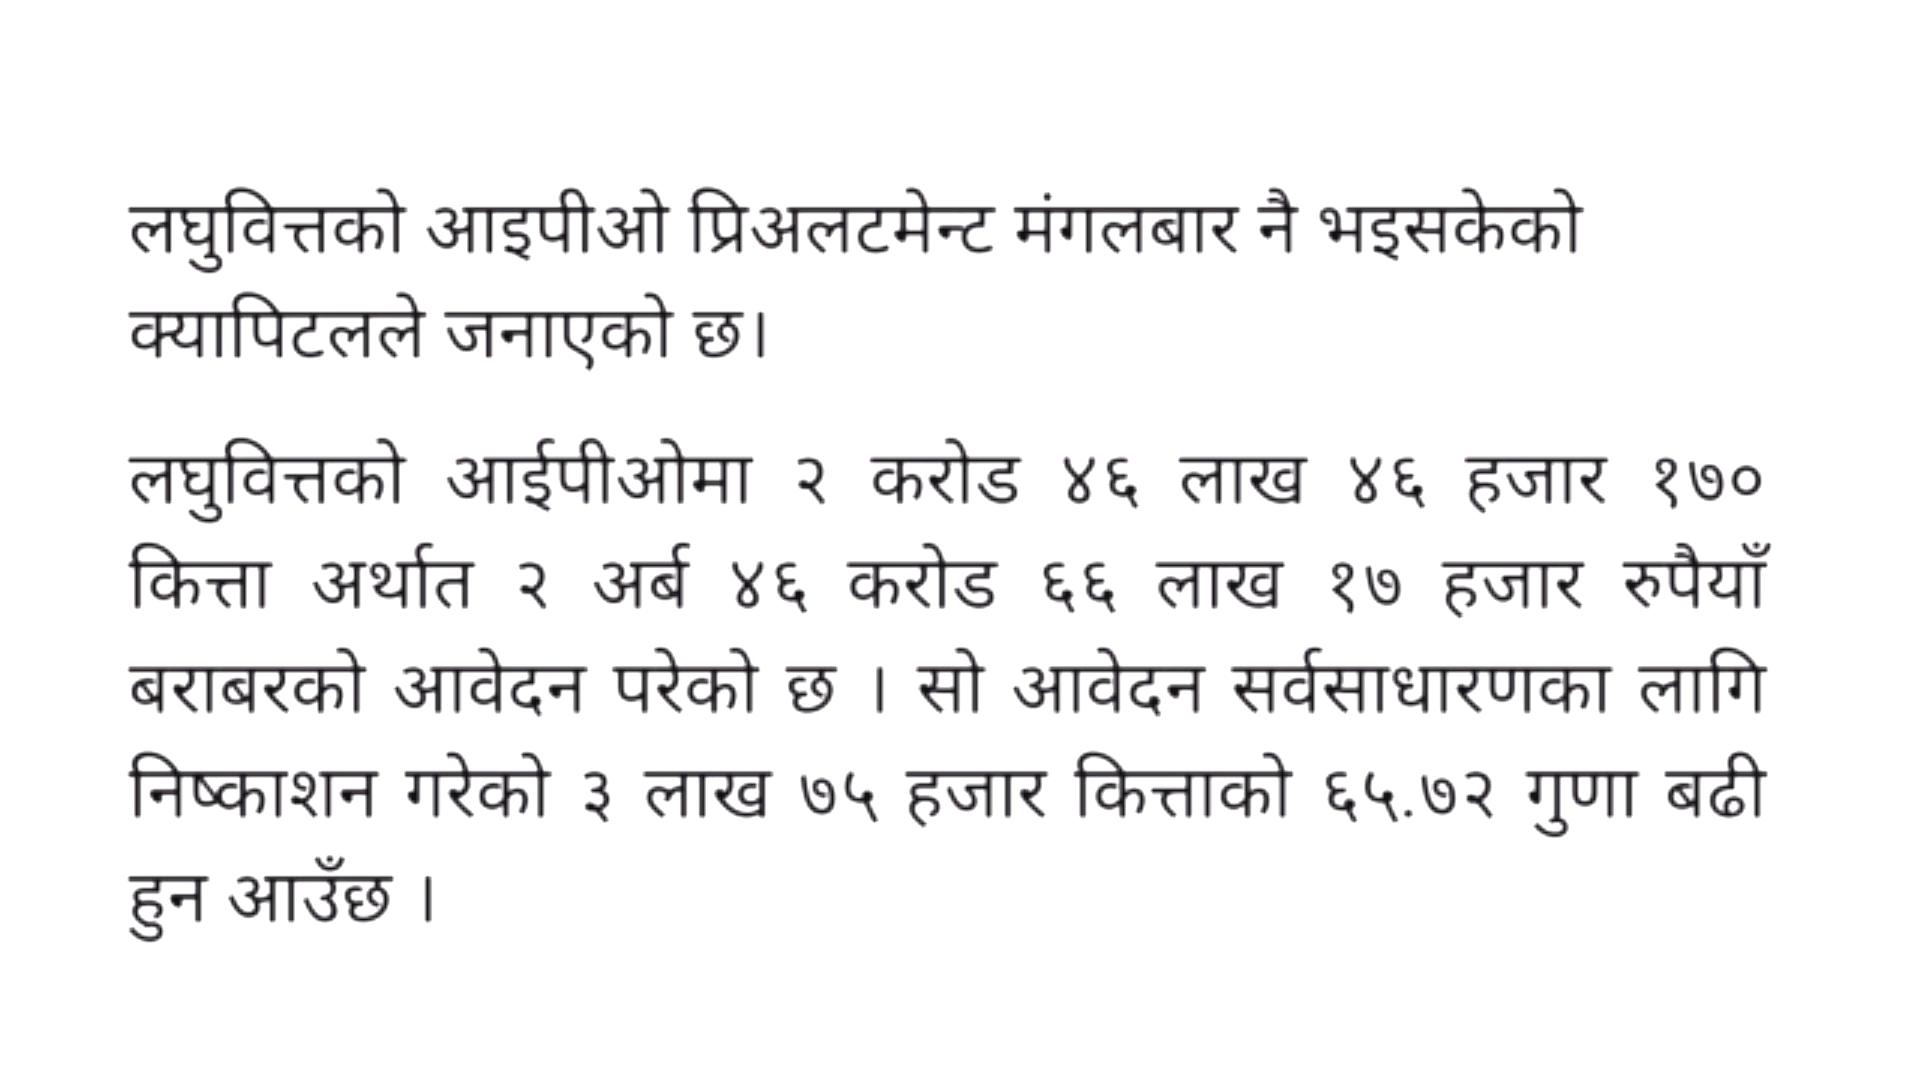 लघुवित्तको आइपीओ प्रिअलटमेन्ट मंगलबार नै भइसकेको
क्यापिटलले जनाएको छ।
लघुवित्तको आईपीओमा २ करोड ४६ लाख ४६ हजार १७०
कित्ता अर्थात २ अर्ब ४६ करोड ६६ लाख १७ हजार रुपैयाँ
बराबरको आवेदन परेको छ । सो आवेदन सर्वसाधारणका लागि
निष्काशन गरेको ३ लाख ७५ हजार कित्ताको ६५.७२ गुणा बढी
हुन आउँछ ।